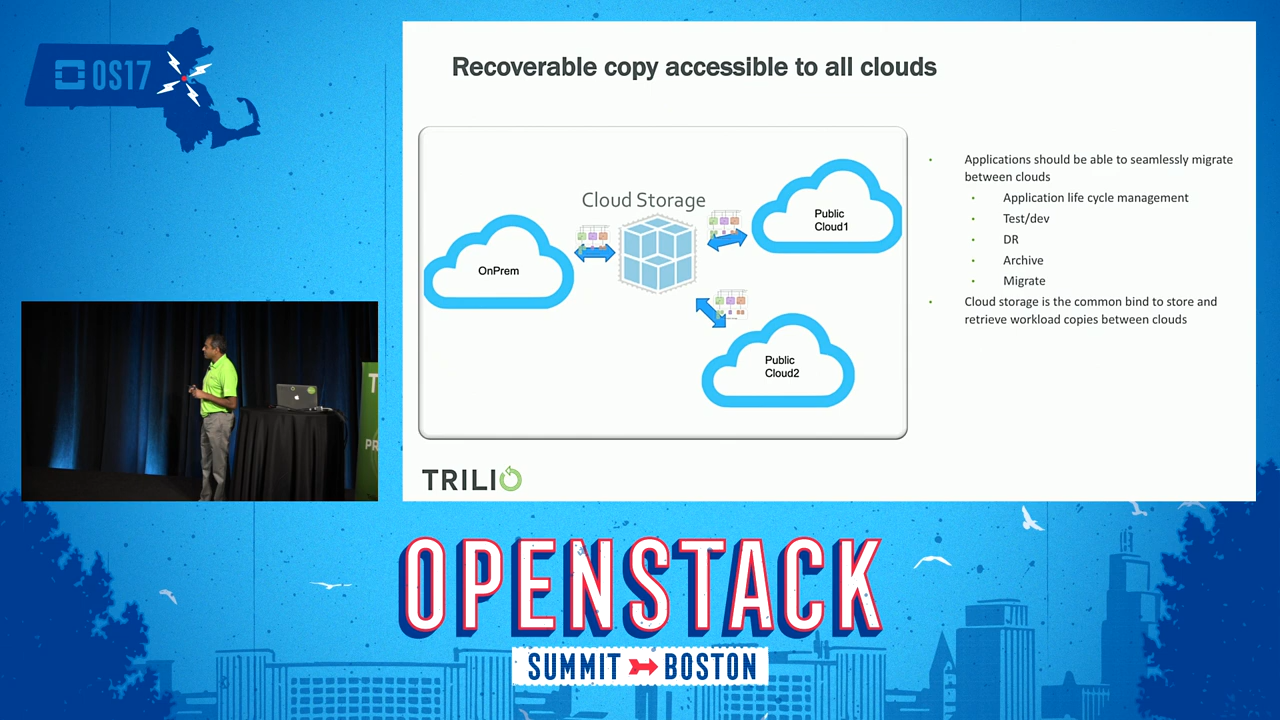 OS17
Recoverable copy accessible to all clouds
Cloud Storage
OnPrem
Public
Cloud1
Public
Cloud2
• Applications should be able to seamlessly migrate
between clouds
• Application life cycle management
• Test/dev
• DR
• Archive
• Migrate
• Cloud storage is the common bind to store and
retrieve workload copies between clouds
TRILIO
T
PR
OPENSTACK
SUMMIT BOSTON